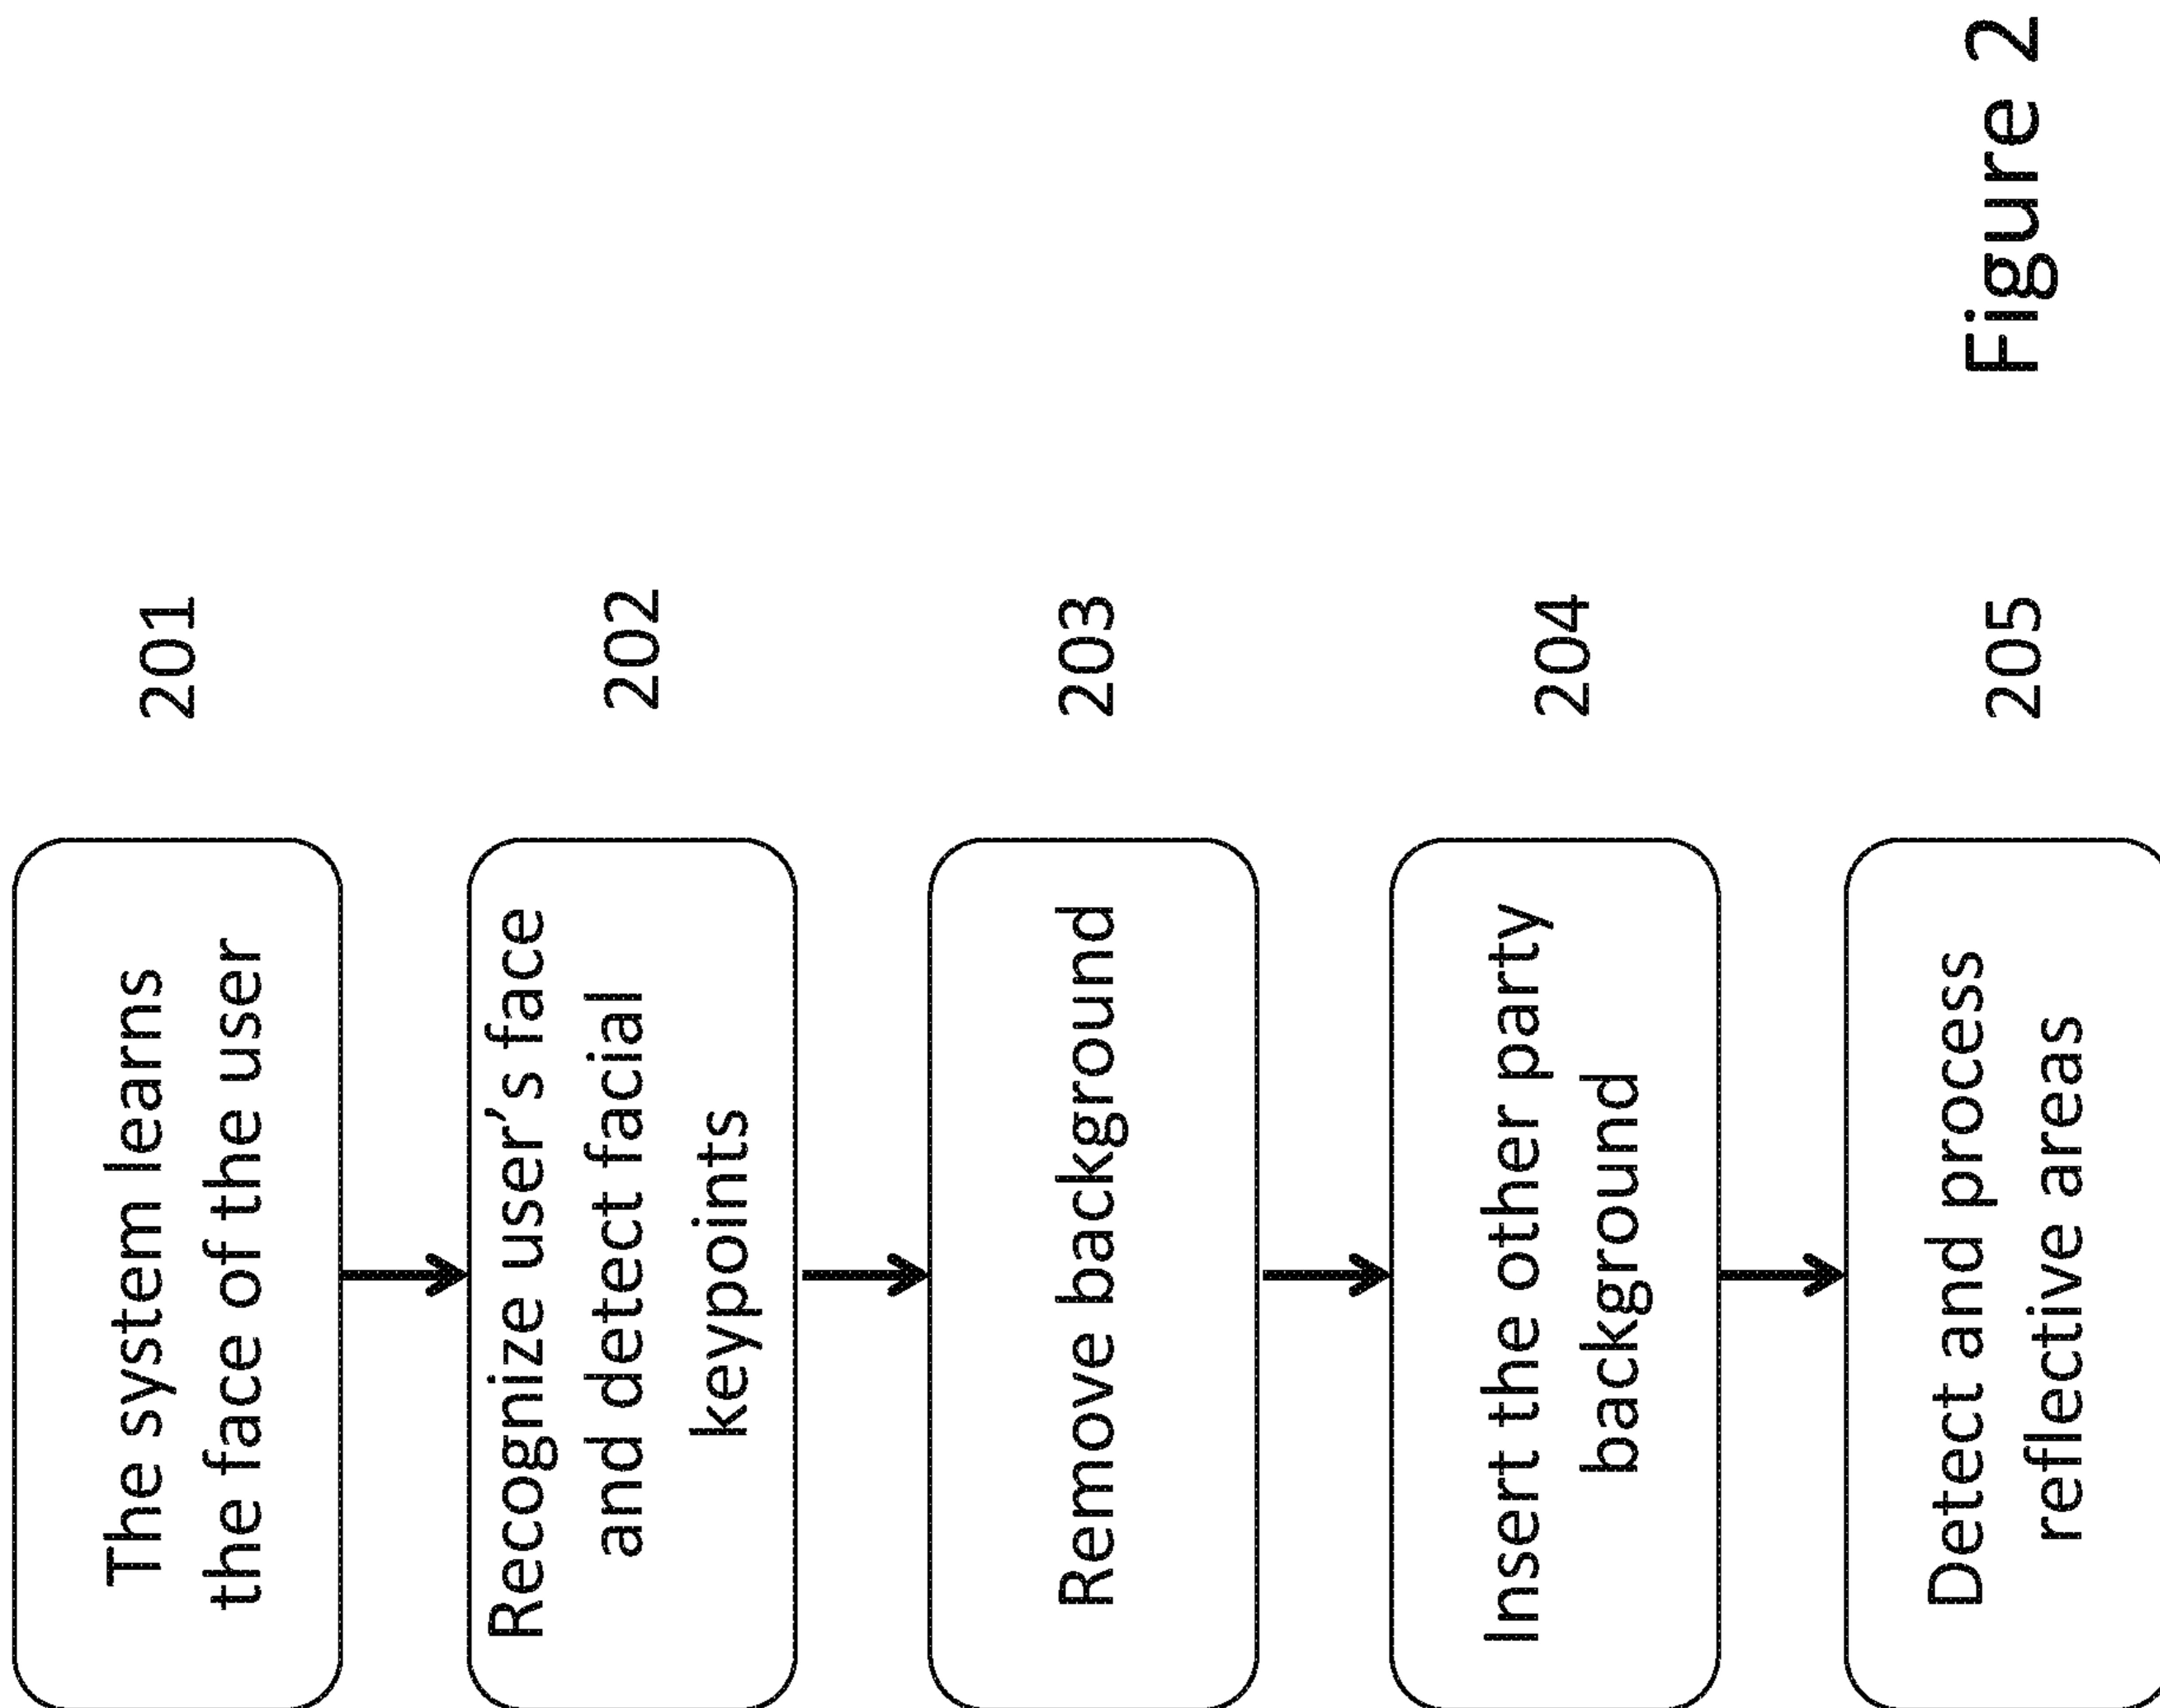 The system learns
the face of the user
201
Recognize user’s face
and detect facial
keypoints
202
Remove background
203
Insert the other party
background
204
Detect and process
reflective areas
205
Figure 2